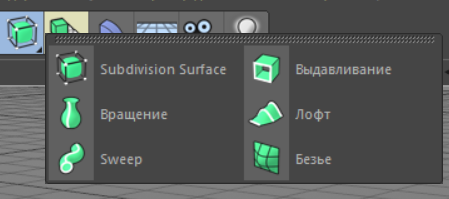 Subdivision Surface
Выдавливание
Вращение
Лофт
Sweep
Безье